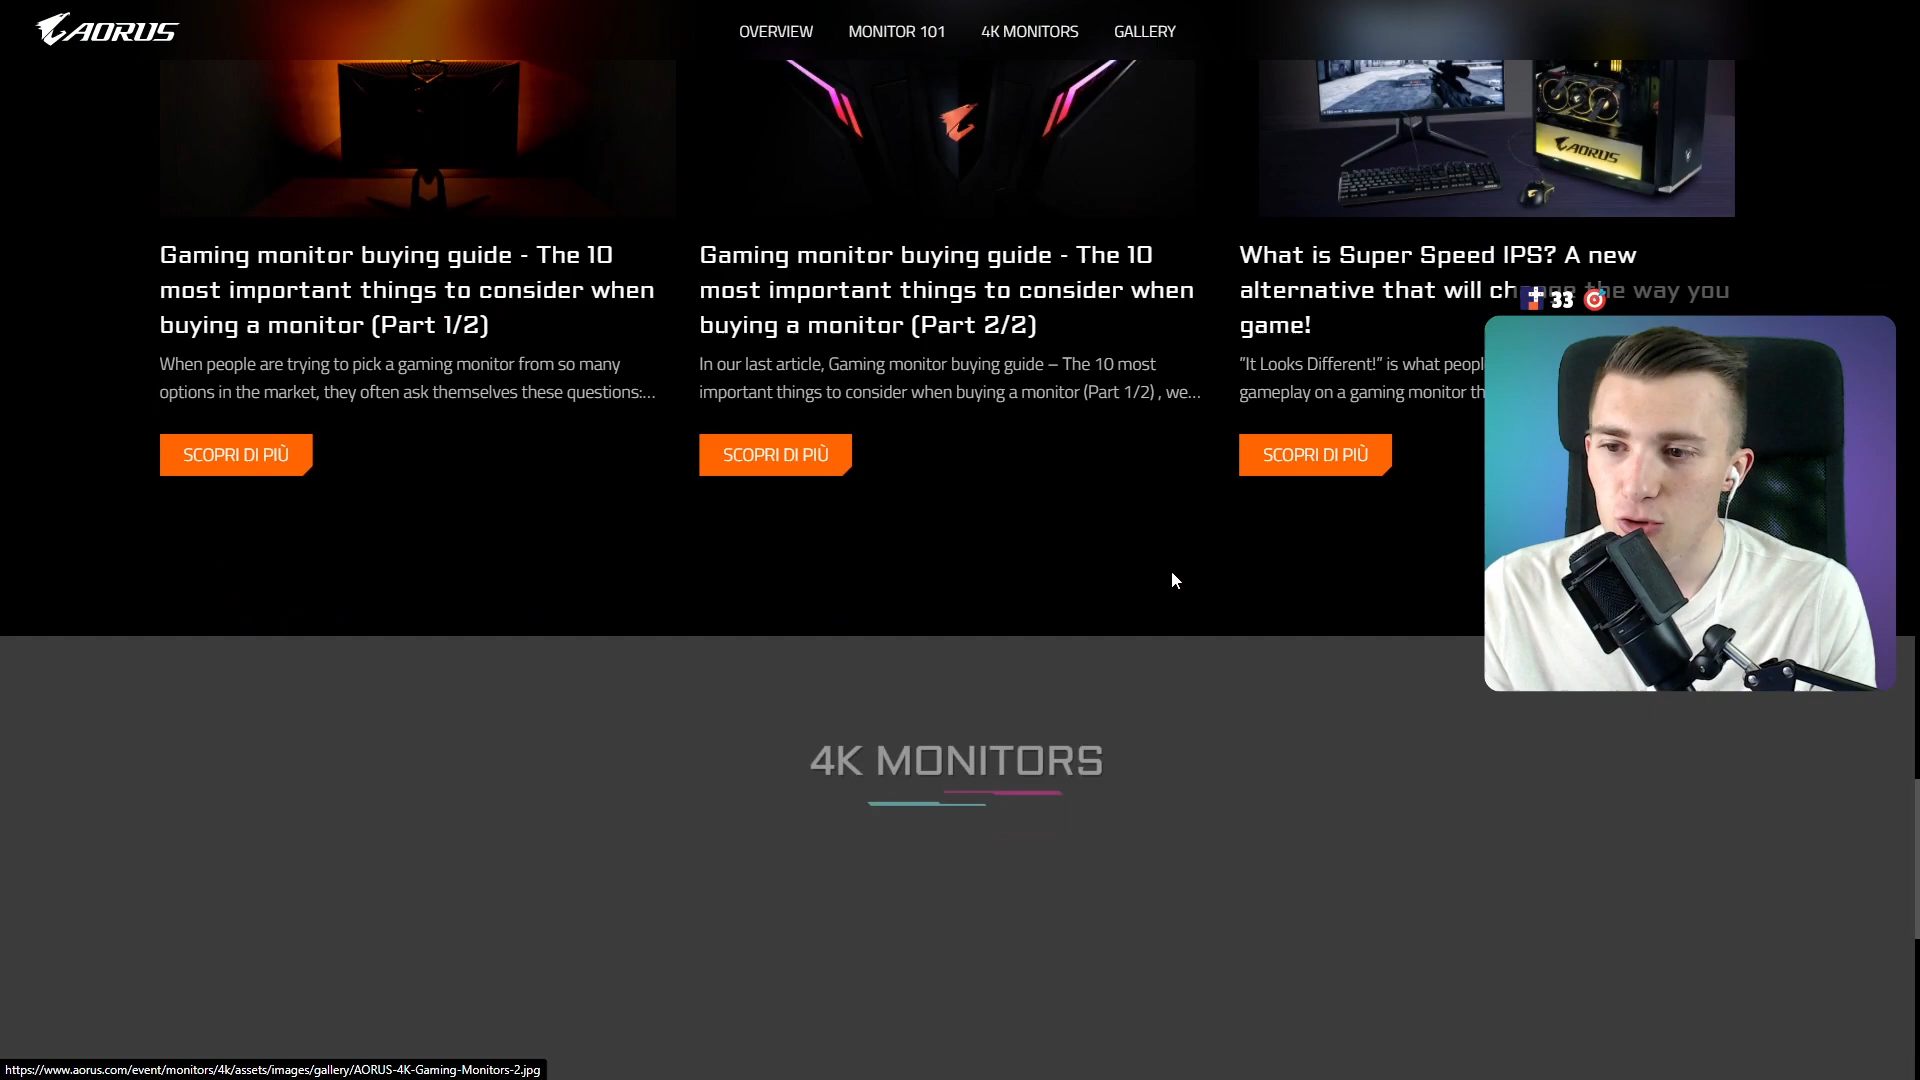 AORUS
OVERVIEW
MONITOR 101
4K MONITORS
GALLERY
AORUS
Gaming monitor buying guide - The 10
most important things to consider when
buying a monitor (Part 1/2)
When people are trying to pick a gaming monitor from so many
options in the market, they often ask themselves these questions:...
SCOPRI DI PIÙ
Gaming monitor buying guide - The 10
most important things to consider when
buying a monitor (Part 2/2)
In our last article, Gaming monitor buying guide – The 10 most
important things to consider when buying a monitor (Part 1/2) , we...
SCOPRI DI PIÙ
What is Super Speed IPS? A new
alternative that will the way you
game!
"It Looks Different!" is what
gameplay on a gaming monitor
SCOPRI DI PIÙ
33
4K MONITORS
https://www.aorus.com/event/monitors/4k/assets/images/gallery/AORUS-4K-Gaming-Monitors-2.jpg